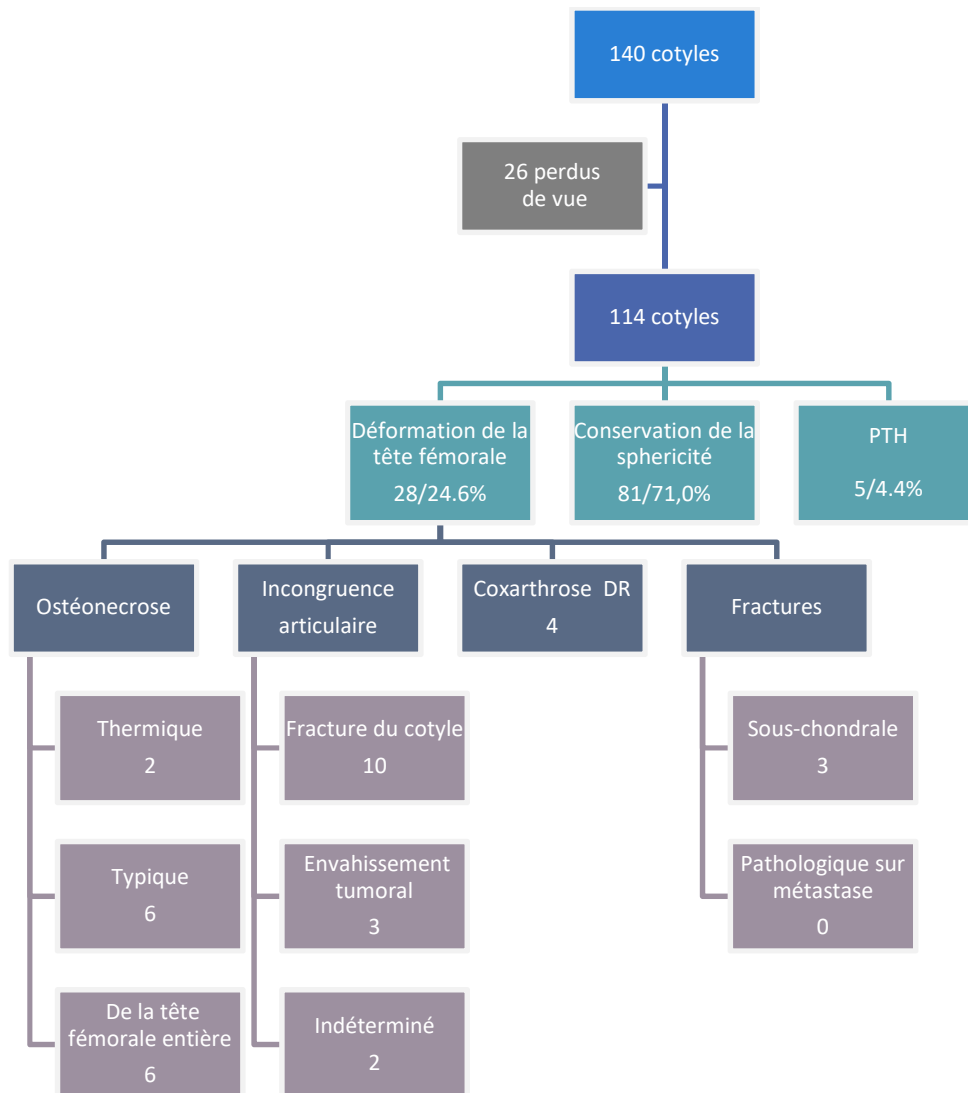 140 cotyles
26 perdus
de vue
114 cotyles
Déformation de la
tête fémorale
28/24.6%
Conservation de la
sphericité
81/71,0%
PTH
5/4.4%
Ostéonecrose
Incongruence
articulaire
Coxarthrose DR
4
Fractures
Thermique
2
Fracture du cotyle
10
Sous-chondrale
3
Typique
6
Envahissement
tumoral
3
Pathologique sur
métastase
0
De la tête
fémorale entière
6
Indéterminé
2